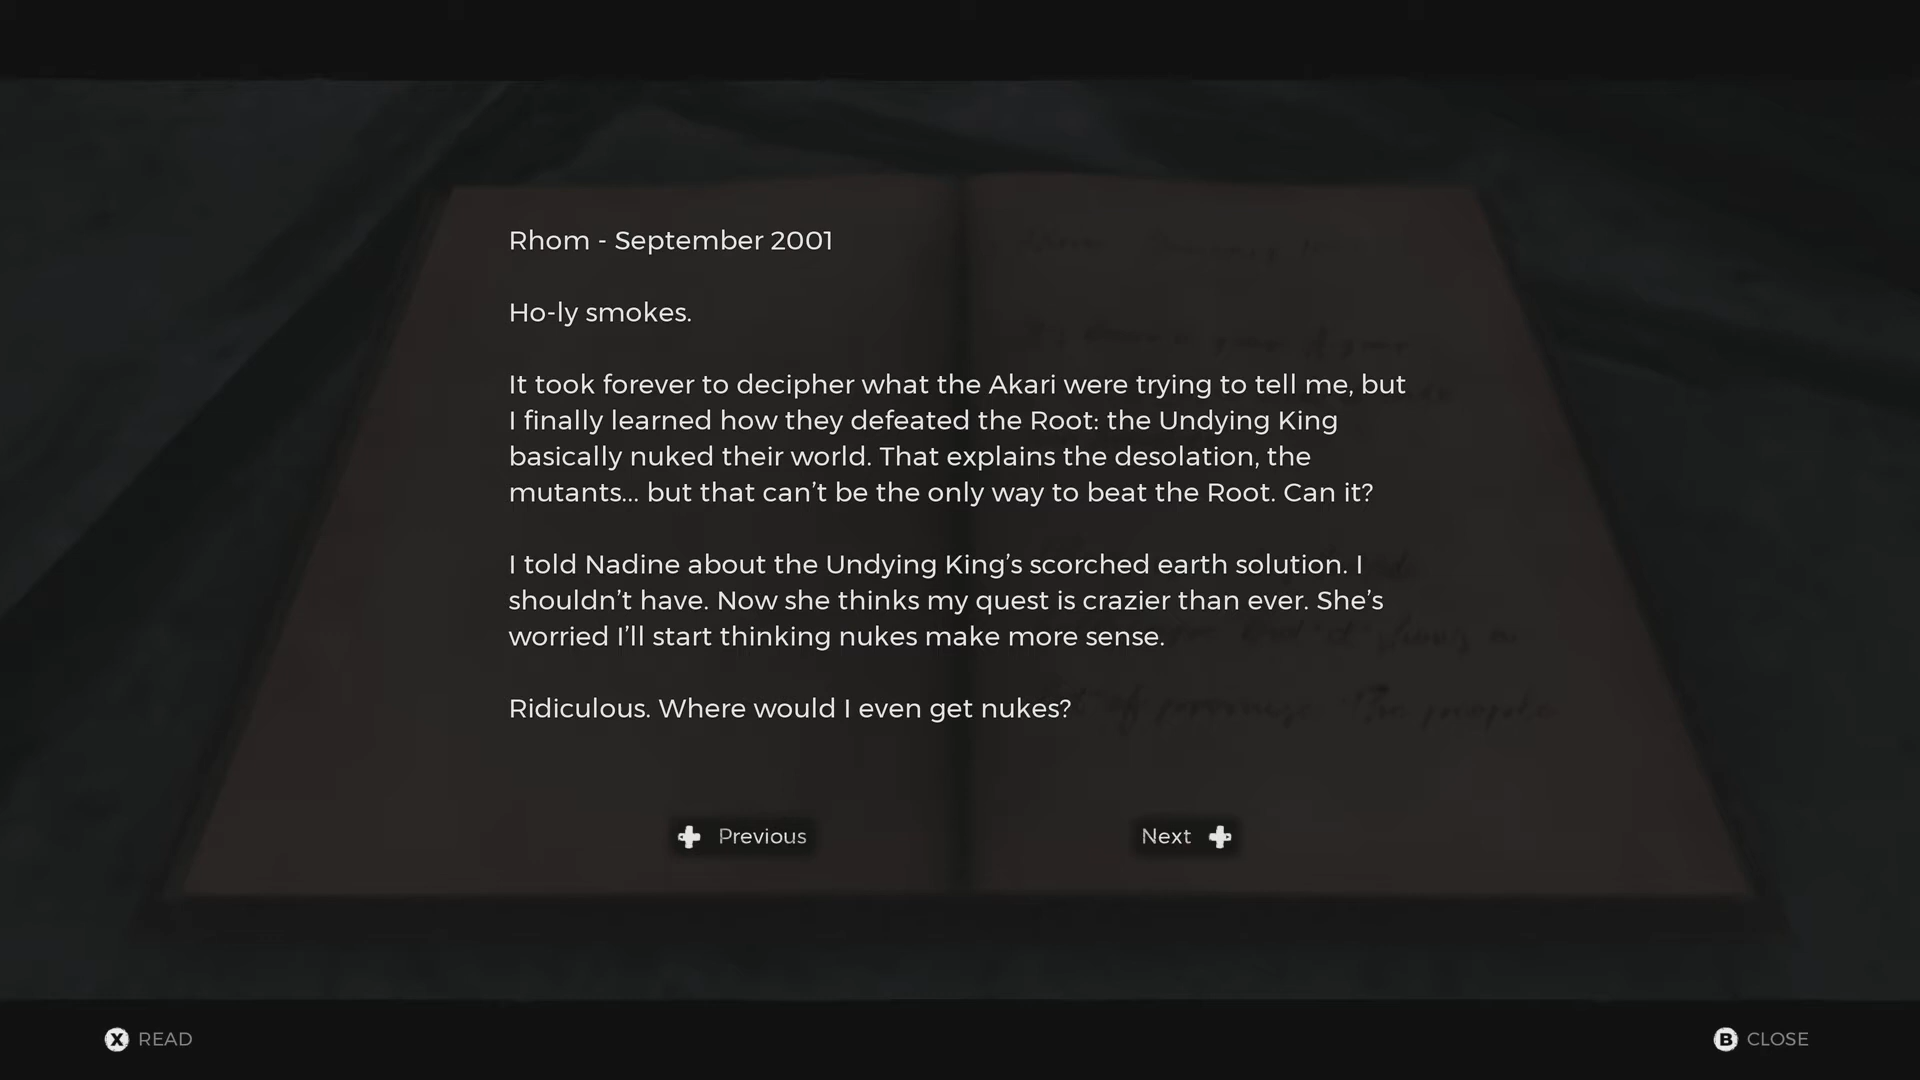 Rhom - September 2001
Ho-ly smokes.
It took forever to decipher what the Akari were trying to tell me, but
I finally learned how they defeated the Root: the Undying King
basically nuked their world. That explains the desolation, the
mutants... but that can’t be the only way to beat the Root. Can it?
I told Nadine about the Undying King’s scorched earth solution. I
shouldn’t have. Now she thinks my quest is crazier than ever. She’s
worried I’ll start thinking nukes make more sense.
Ridiculous. Where would I even get nukes?
Previous
Next
X READ
B CLOSE